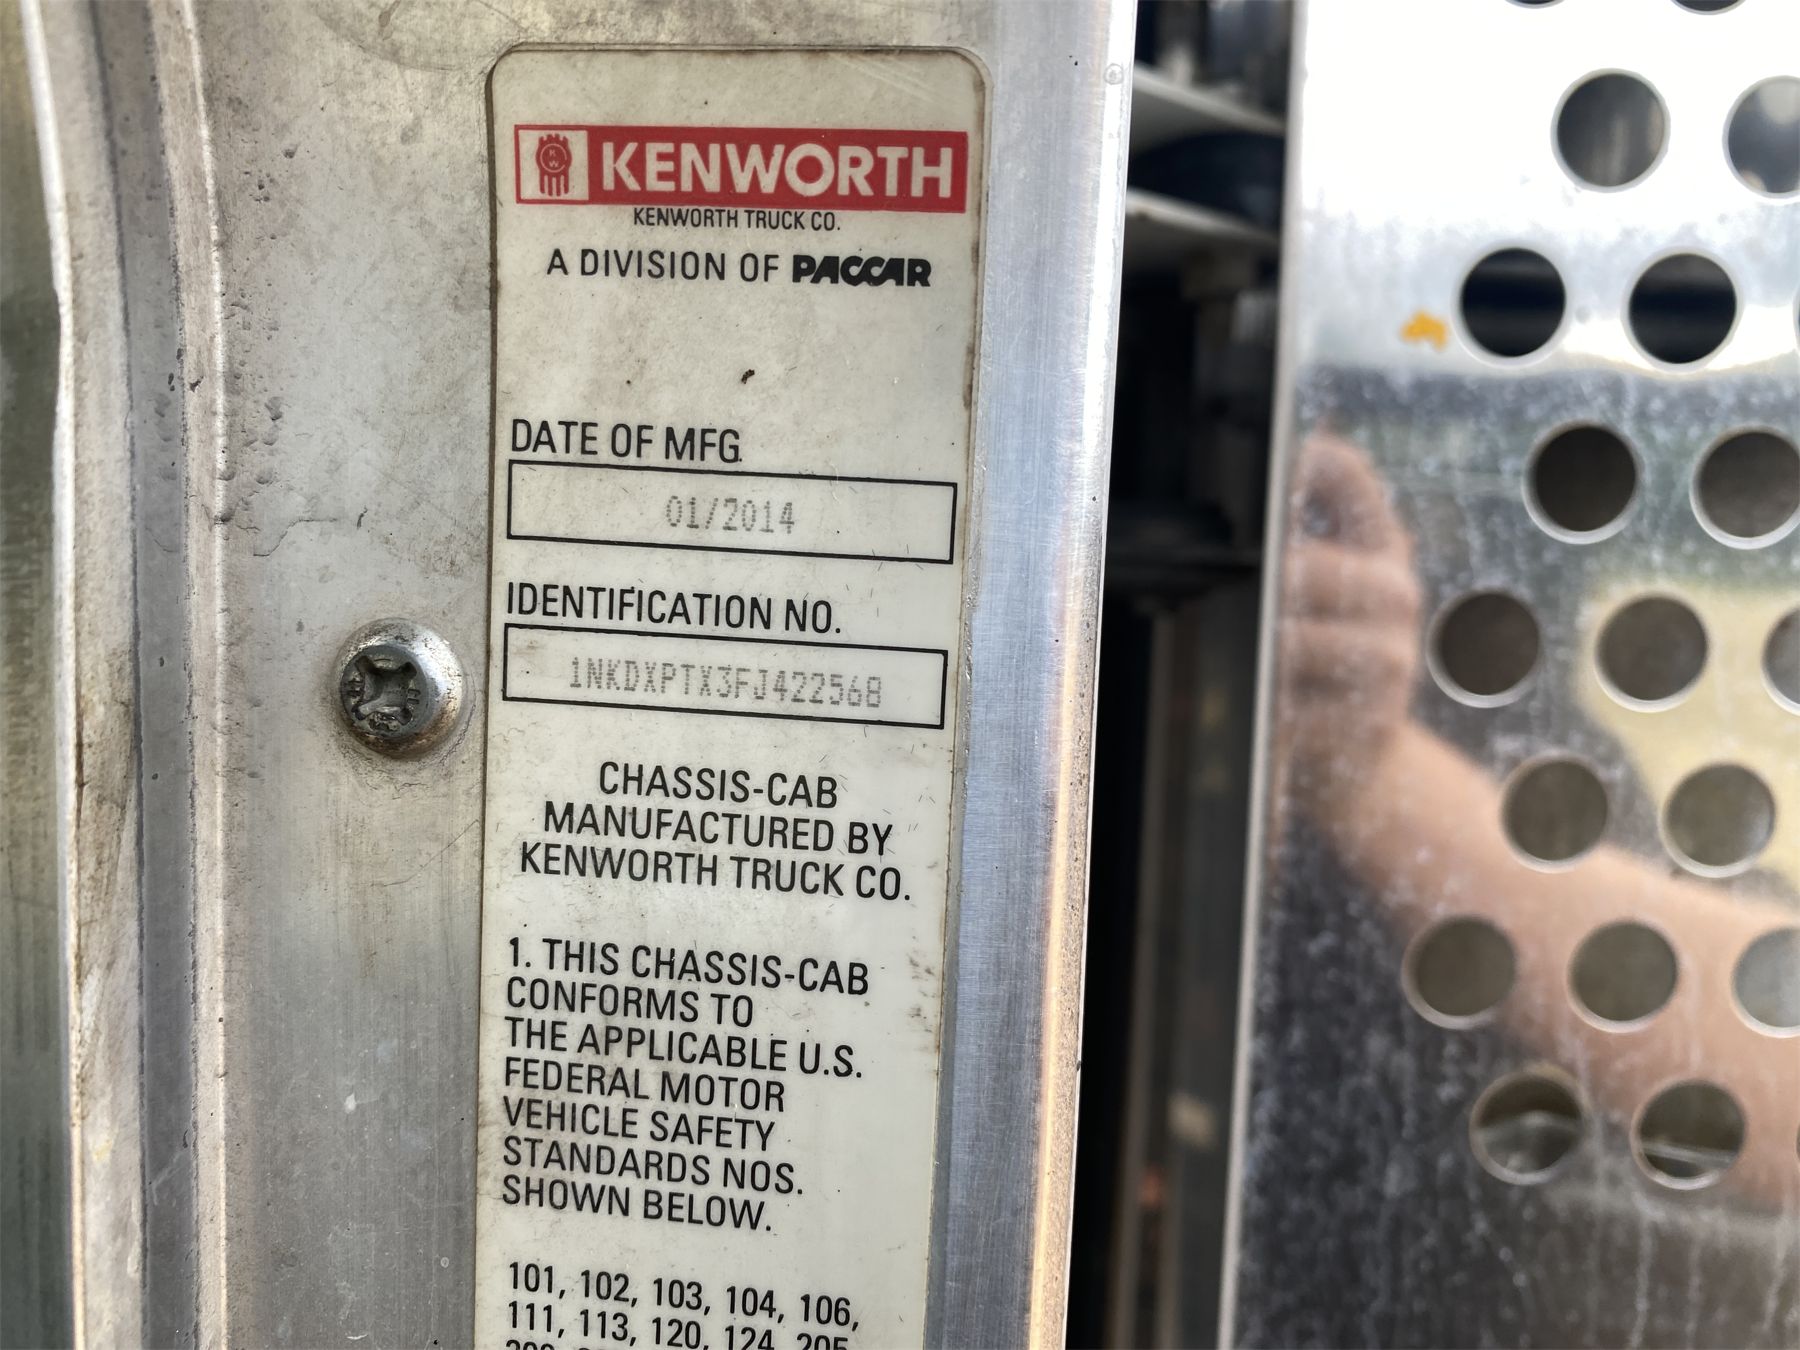 KENWORTH
KENWORTH TRUCK CO.
A DIVISION OF PACCAR
DATE OF MFG.
01/2014
IDENTIFICATION NO.
1NKDXPTX3FJ422568
CHASSIS-CAB
MANUFACTURED BY
KENWORTH TRUCK CO.
1. THIS CHASSIS-CAB
CONFORMS TO
THE APPLICABLE U.S.
FEDERAL MOTOR
VEHICLE SAFETY
STANDARDS NOS.
SHOWN BELOW.
101, 102, 103, 104, 106,
111, 113, 120, 124, 205